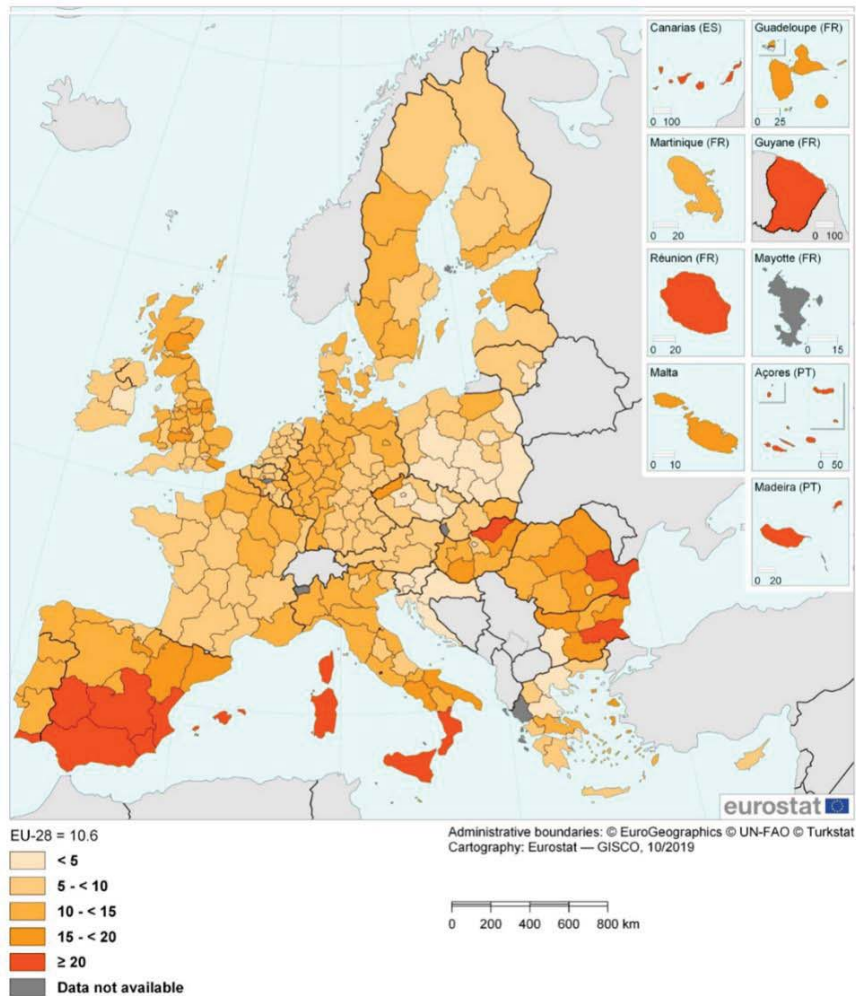 Canarias (ES)
0 100
Guadeloupe (FR)
0 25
Martinique (FR)
0 20
Guyane (FR)
0 100
Réunion (FR)
0 20
Mayotte (FR)
0 15
Malta
0 10
Açores (PT)
0 50
Madeira (PT)
0 20
eurostat
EU-28 = 10.6
< 5
5 - < 10
10 - < 15
15 - < 20
≥ 20
Data not available
Administrative boundaries: © EuroGeographics © UN-FAO © Turkstat
Cartography: Eurostat — GISCO, 10/2019
0 200 400 600 800 km